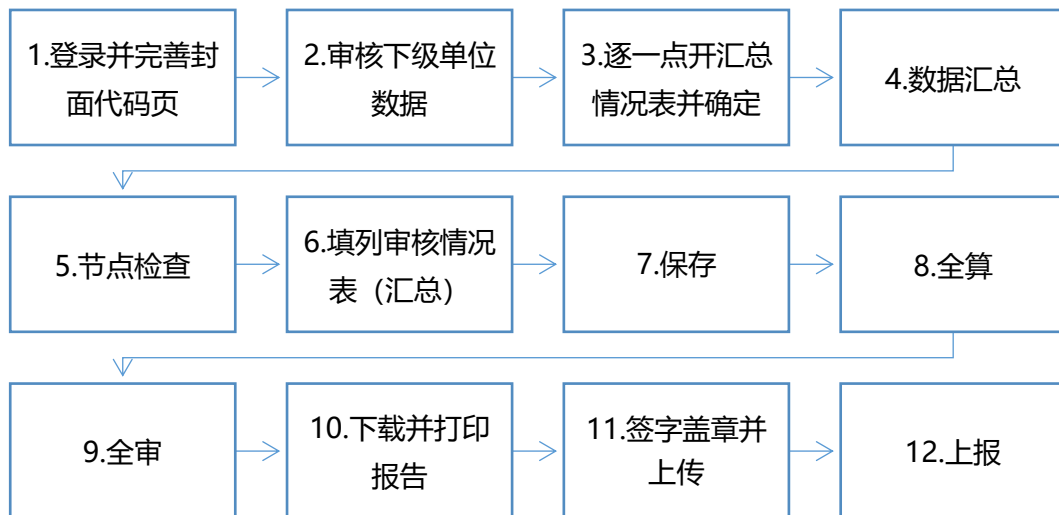 1.登录并完善封
面代码页
2.审核下级单位
数据
3.逐一点开汇总
情况表并确定
4.数据汇总
5.节点检查
6.填列审核情况
表（汇总）
7.保存
8.全算
9.全审
10.下载并打印
报告
11.签字盖章并
上传
12.上报